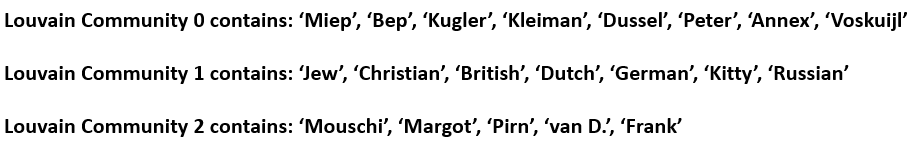 Louvain Community 0 contains: ‘Miep’, ‘Bep’, ‘Kugler’, ‘Kleiman’, ‘Dussel’, ‘Peter’, ‘Annex’, ‘Voskuijl’
Louvain Community 1 contains: ‘Jew’, ‘Christian’, ‘British’, ‘Dutch’, ‘German’, ‘Kitty’, ‘Russian’
Louvain Community 2 contains: ‘Mouschi’, ‘Margot’, ‘Pirn’, ‘van D.’, ‘Frank’